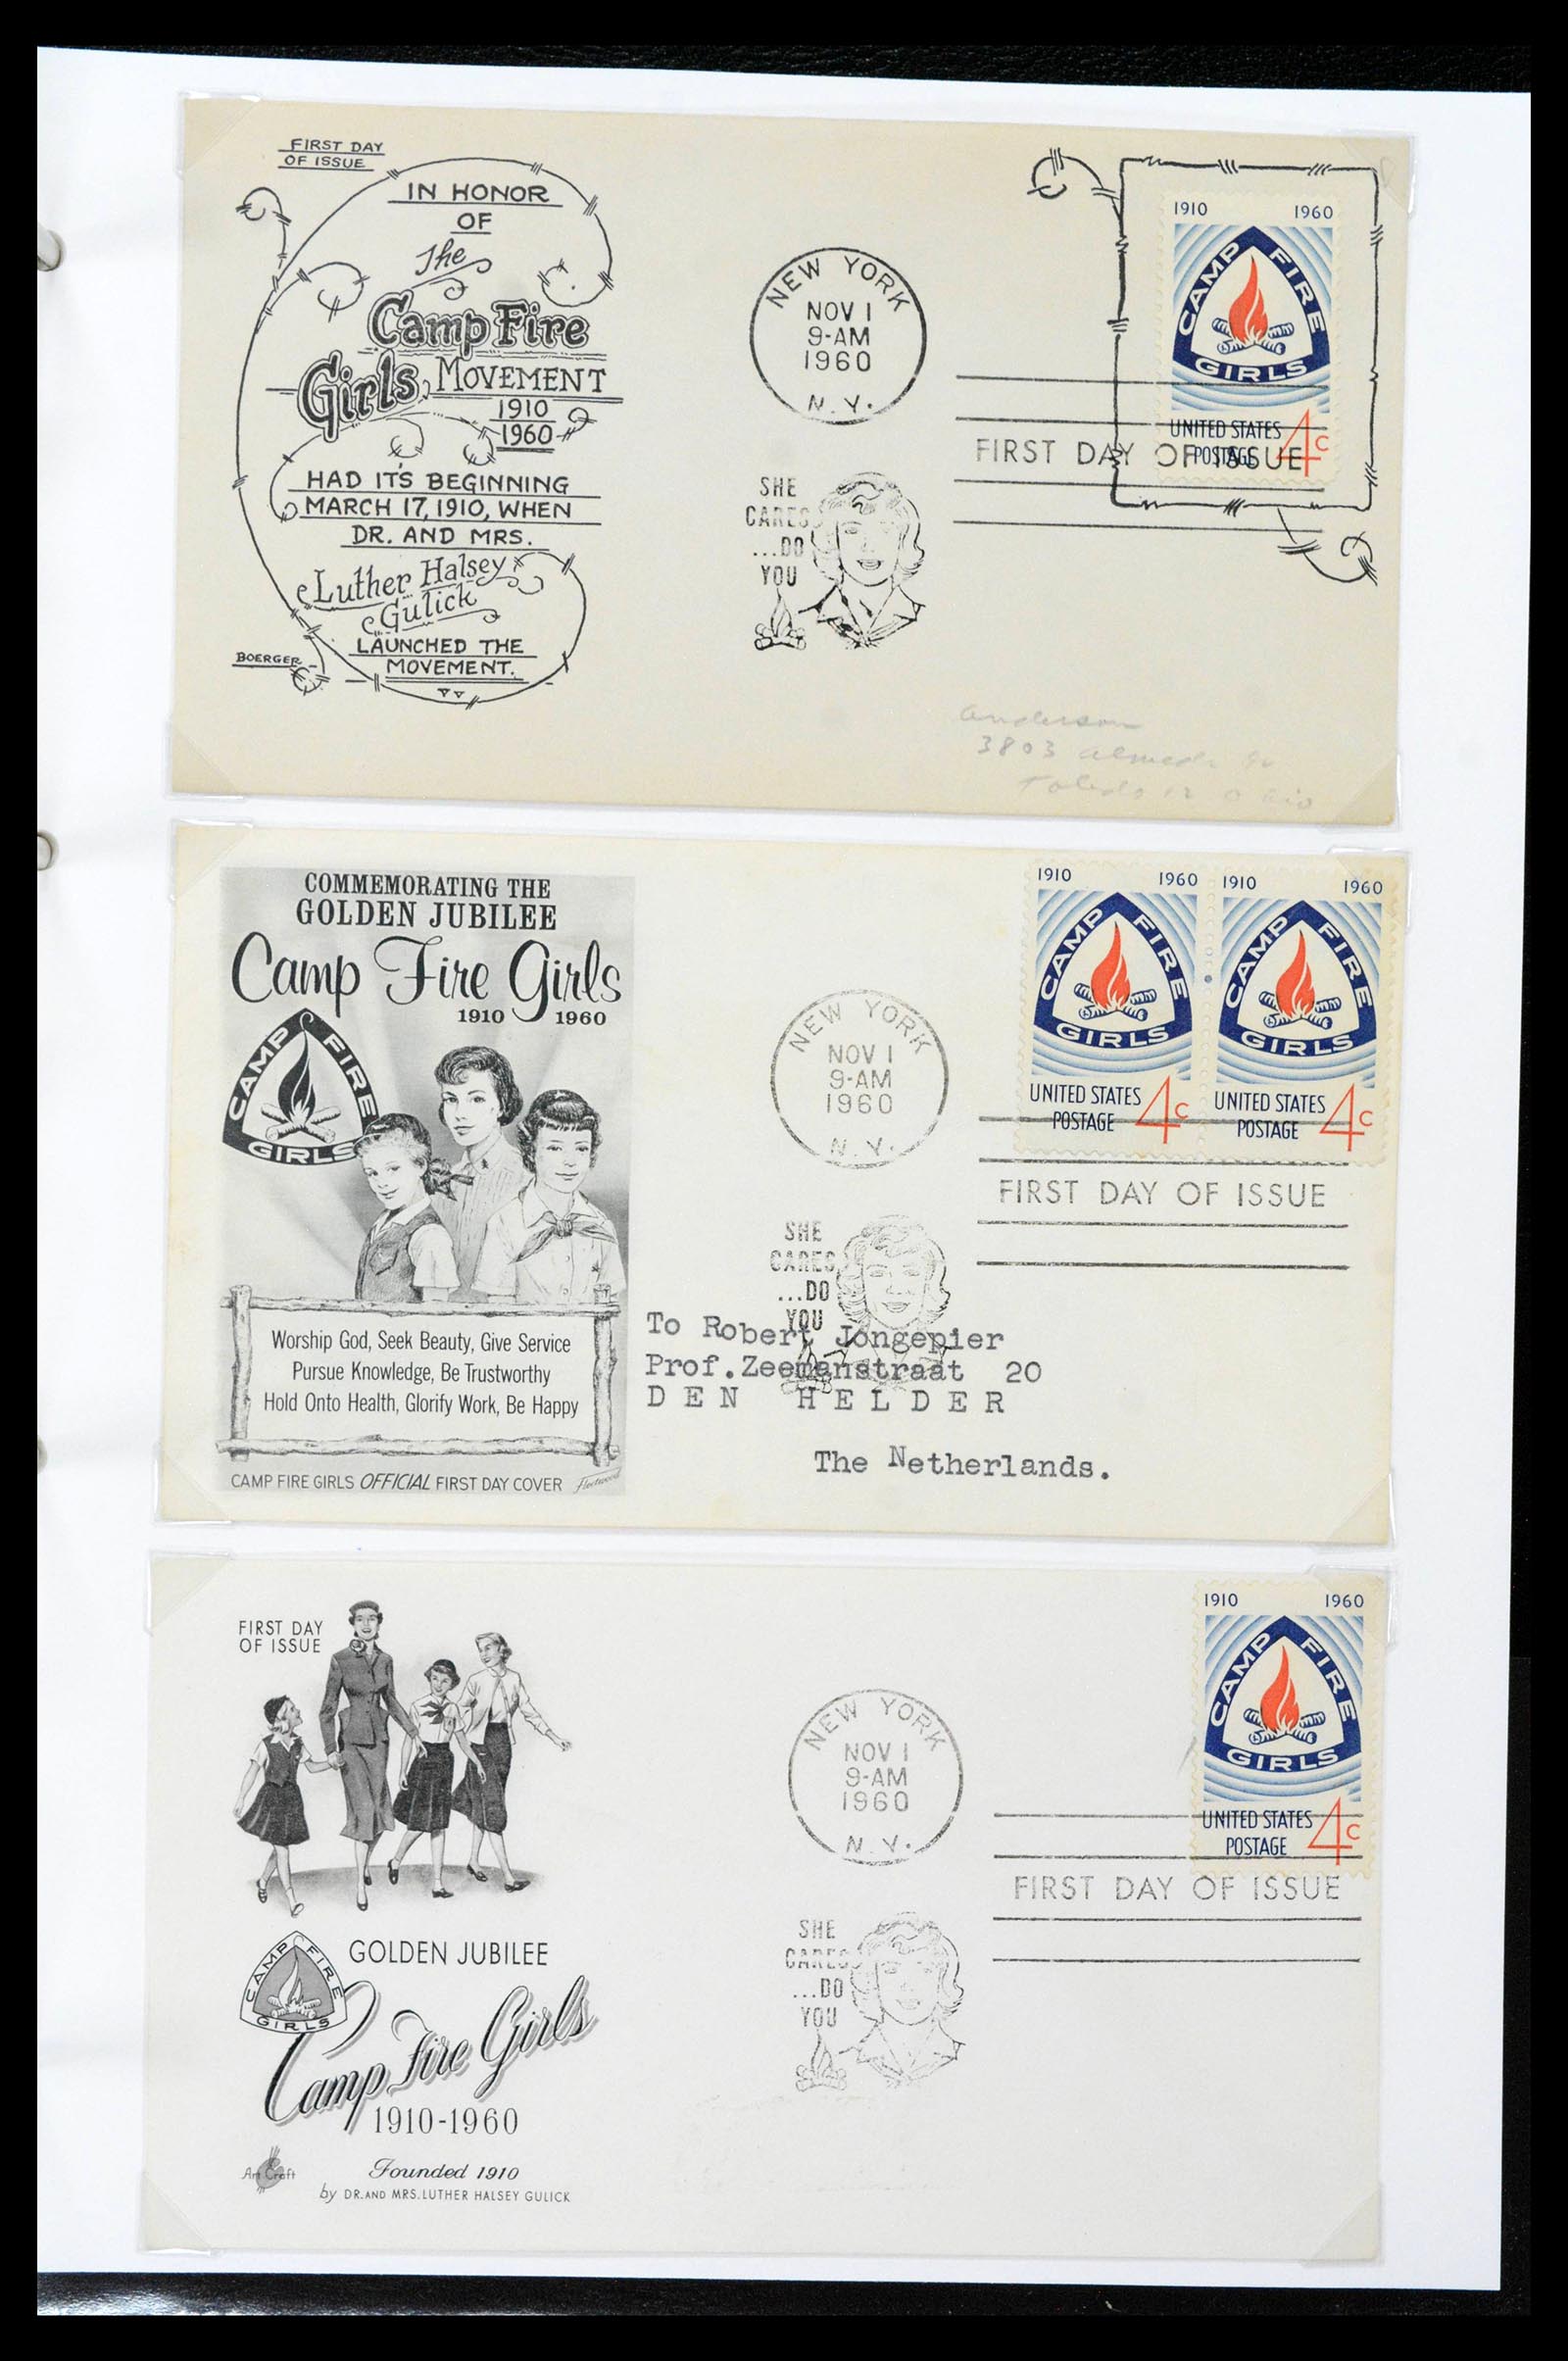 FIRST DAY
OF ISSUE
IN HONOR
OF
The
Camp Fire
Girls MOVEMENT
1910
1960
HAD IT'S BEGINNING
MARCH 17, 1910, WHEN
DR. AND MRS.
Luther Halsey
Gulick
LAUNCHED THE
MOVEMENT.
BOERGER
NEW YORK
NOV 1
9-AM
1960
N.Y.
SHE
CARES
...DO
YOU
1910 1960
CAMP FIRE
GIRLS
UNITED STATES
POSTAGE 4c
FIRST DAY OF ISSUE
Anderson
3803
Toledo 12 Ohio
COMMEMORATING THE
GOLDEN JUBILEE
Camp Fire Girls
1910 1960
CAMP FIRE
GIRLS
Worship God, Seek Beauty, Give Service
Pursue Knowledge, Be Trustworthy
Hold Onto Health, Glorify Work, Be Happy
CAMP FIRE GIRLS OFFICIAL FIRST DAY COVER Fleetwood
NEW YORK
NOV 1
9-AM
1960
N.Y.
1910 1960 1910 1960
CAMP FIRE CAMP FIRE
GIRLS GIRLS
UNITED STATES 4c UNITED STATES 4c
POSTAGE POSTAGE
FIRST DAY OF ISSUE
SHE
CARES
...DO
YOU
To Robert Jongepier
Prof.Zeemanstraat 20
DEN HELDER
The Netherlands.
FIRST DAY
OF ISSUE
CAMP FIRE
GIRLS
GOLDEN JUBILEE
Camp Fire Girls
1910-1960
Art Craft
Founded 1910
by DR. AND MRS. LUTHER HALSEY GULICK
NEW YORK
NOV 1
9-AM
1960
N.Y.
1910 1960
CAMP FIRE
GIRLS
UNITED STATES
POSTAGE 4c
FIRST DAY OF ISSUE
SHE
CARES
...DO
YOU